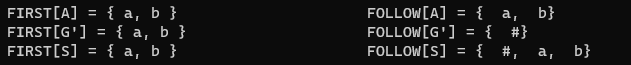 FIRST[A] = { a, b }                    FOLLOW[A] = {  a,  b}
FIRST[G'] = { a, b }                   FOLLOW[G'] = {  #}
FIRST[S] = { a, b }                    FOLLOW[S] = {  #,  a,  b}